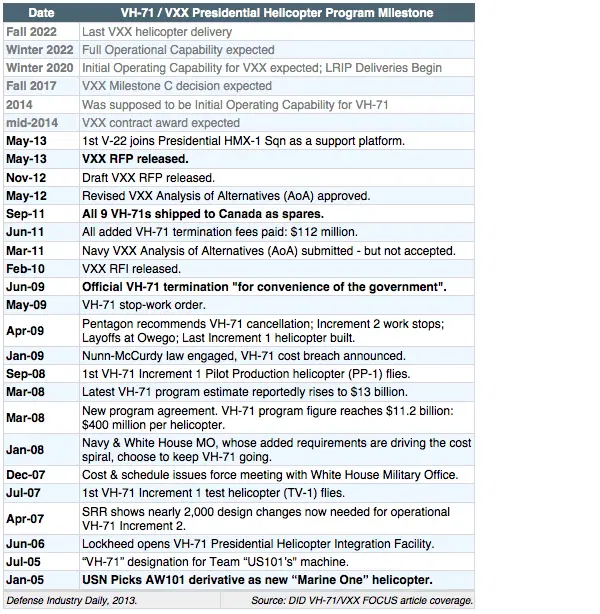 Date VH-71 / VXX Presidential Helicopter Program Milestone
Fall 2022 Last VXX helicopter delivery
Winter 2022 Full Operational Capability expected
Winter 2020 Initial Operating Capability for VXX expected; LRIP Deliveries Begin
Fall 2017 VXX Milestone C decision expected
2014 Was supposed to be Initial Operating Capability for VH-71
mid-2014 VXX contract award expected
May-13 1st V-22 joins Presidential HMX-1 Sqn as a support platform.
May-13 VXX RFP released.
Nov-12 Draft VXX RFP released.
May-12 Revised VXX Analysis of Alternatives (AoA) approved.
Sep-11 All 9 VH-71s shipped to Canada as spares.
Jun-11 All added VH-71 termination fees paid: $112 million.
Mar-11 Navy VXX Analysis of Alternatives (AoA) submitted - but not accepted.
Feb-10 VXX RFI released.
Jun-09 Official VH-71 termination "for convenience of the government".
May-09 VH-71 stop-work order.
Apr-09 Pentagon recommends VH-71 cancellation; Increment 2 work stops;
Layoffs at Owego; Last Increment 1 helicopter built.
Jan-09 Nunn-McCurdy law engaged, VH-71 cost breach announced.
Sep-08 1st VH-71 Increment 1 Pilot Production helicopter (PP-1) flies.
Mar-08 Latest VH-71 program estimate reportedly rises to $13 billion.
Mar-08 New program agreement. VH-71 program figure reaches $11.2 billion:
$400 million per helicopter.
Jan-08 Navy & White House MO, whose added requirements are driving the cost
spiral, choose to keep VH-71 going.
Dec-07 Cost & schedule issues force meeting with White House Military Office.
Jul-07 1st VH-71 Increment 1 test helicopter (TV-1) flies.
Apr-07 SRR shows nearly 2,000 design changes now needed for operational
VH-71 Increment 2.
Jun-06 Lockheed opens VH-71 Presidential Helicopter Integration Facility.
Jul-05 “VH-71” designation for Team “US101's” machine.
Jan-05 USN Picks AW101 derivative as new “Marine One” helicopter.
Defense Industry Daily, 2013. Source: DID VH-71/VXX FOCUS article coverage.